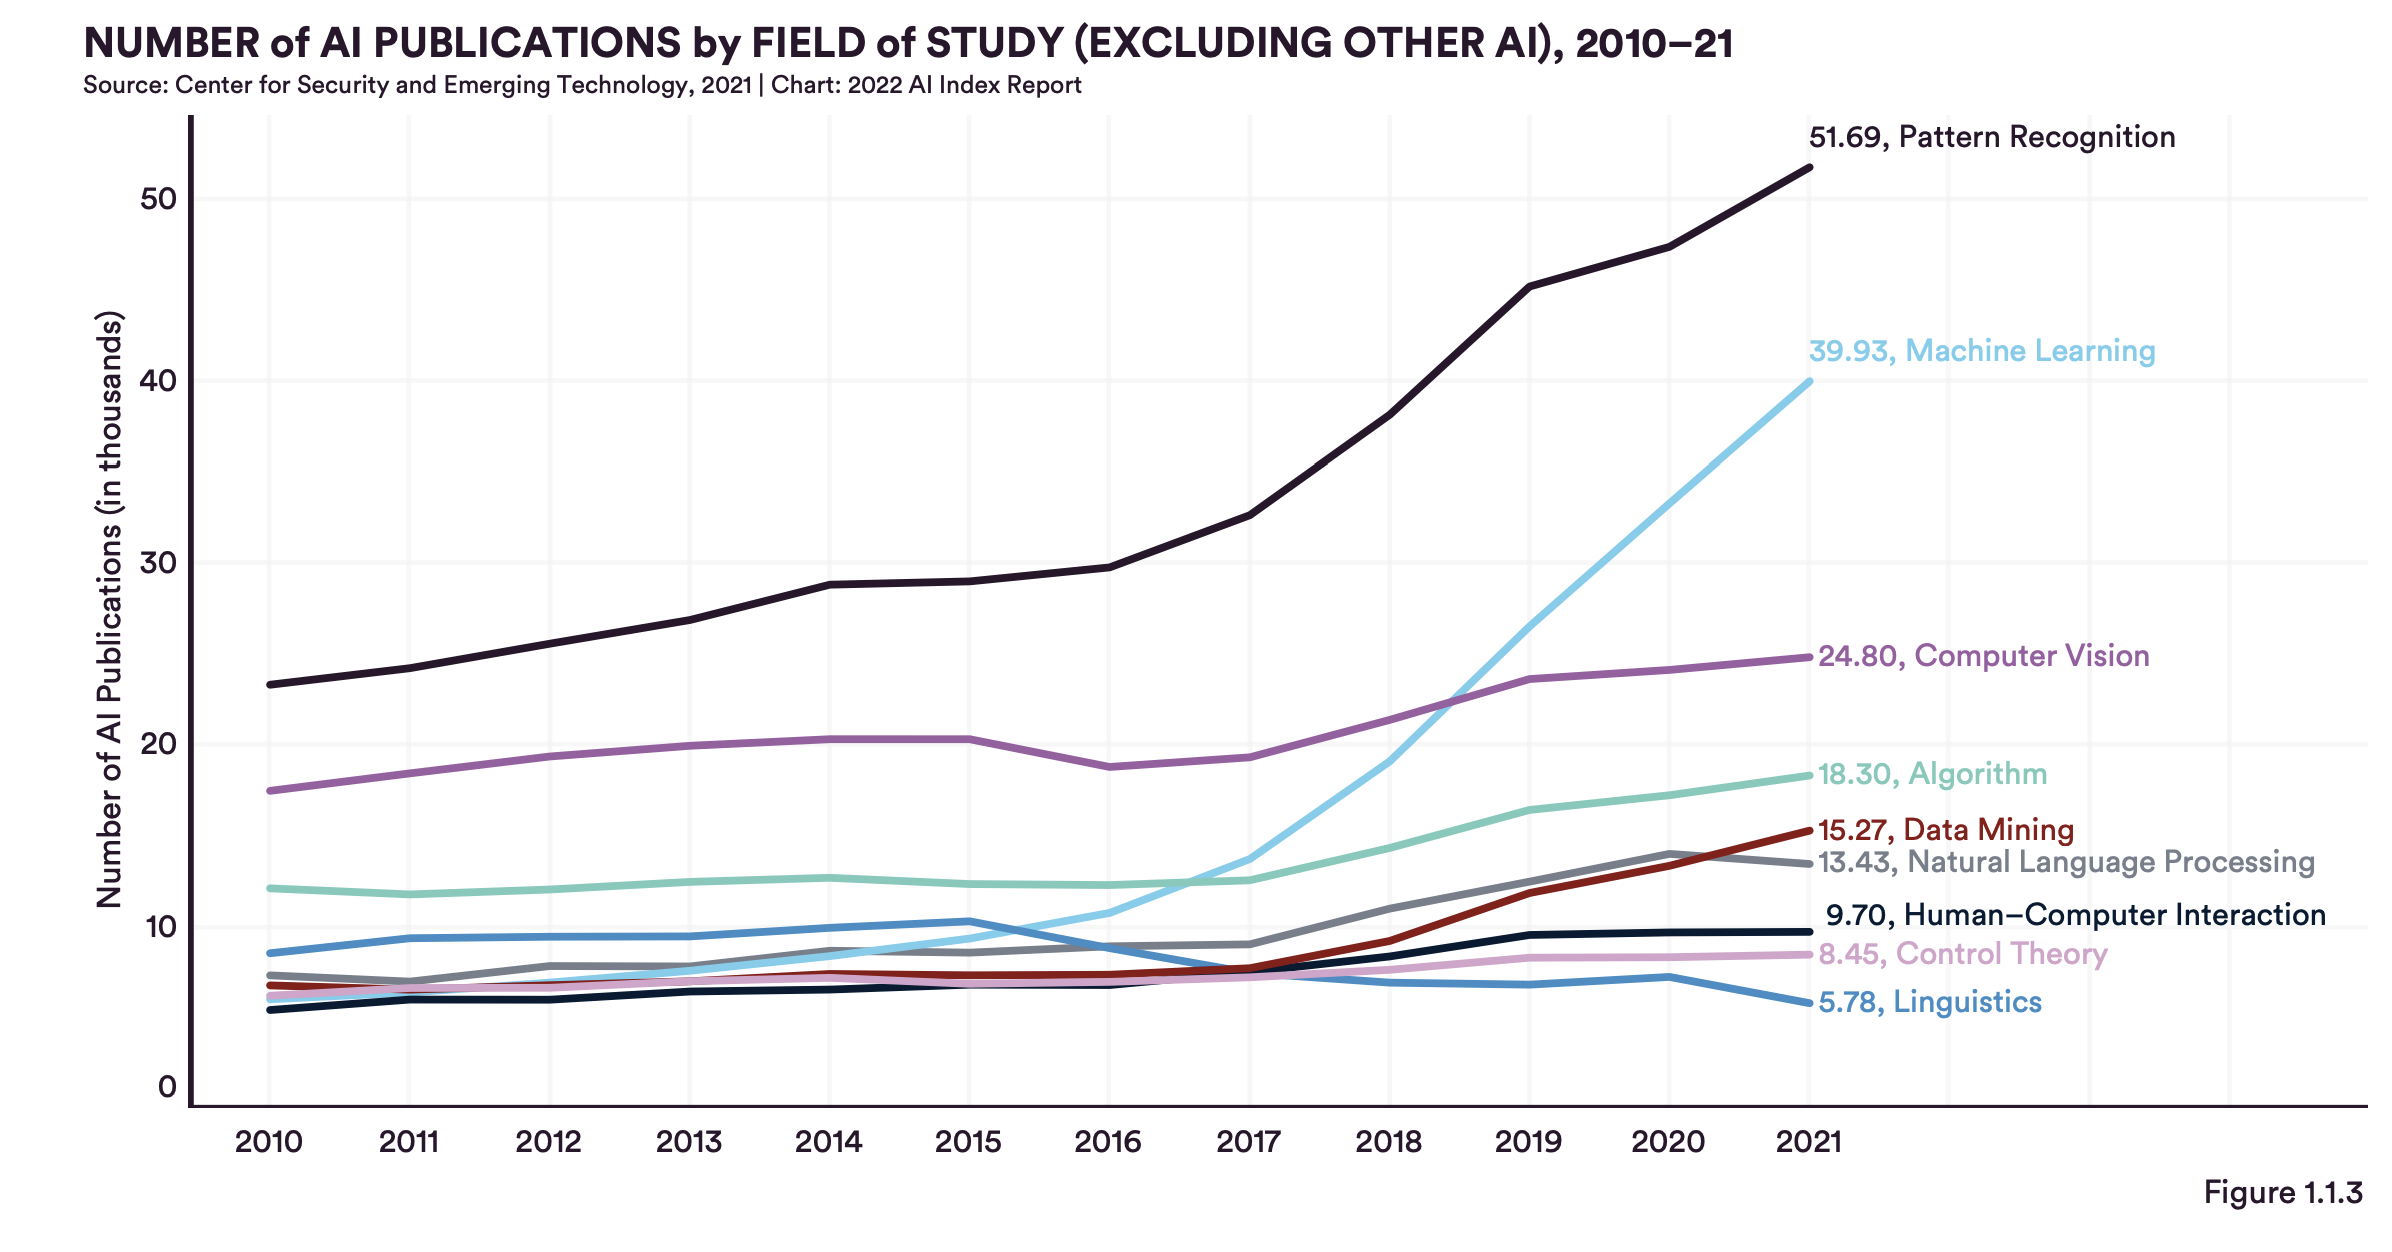 NUMBER of AI PUBLICATIONS by FIELD of STUDY (EXCLUDING OTHER AI), 2010–21
Source: Center for Security and Emerging Technology, 2021 | Chart: 2022 AI Index Report
Number of AI Publications (in thousands)
50
40
30
20
10
0
51.69, Pattern Recognition
39.93, Machine Learning
24.80, Computer Vision
18.30, Algorithm
15.27, Data Mining
13.43, Natural Language Processing
9.70, Human–Computer Interaction
8.45, Control Theory
5.78, Linguistics
2010 2011 2012 2013 2014 2015 2016 2017 2018 2019 2020 2021
Figure 1.1.3